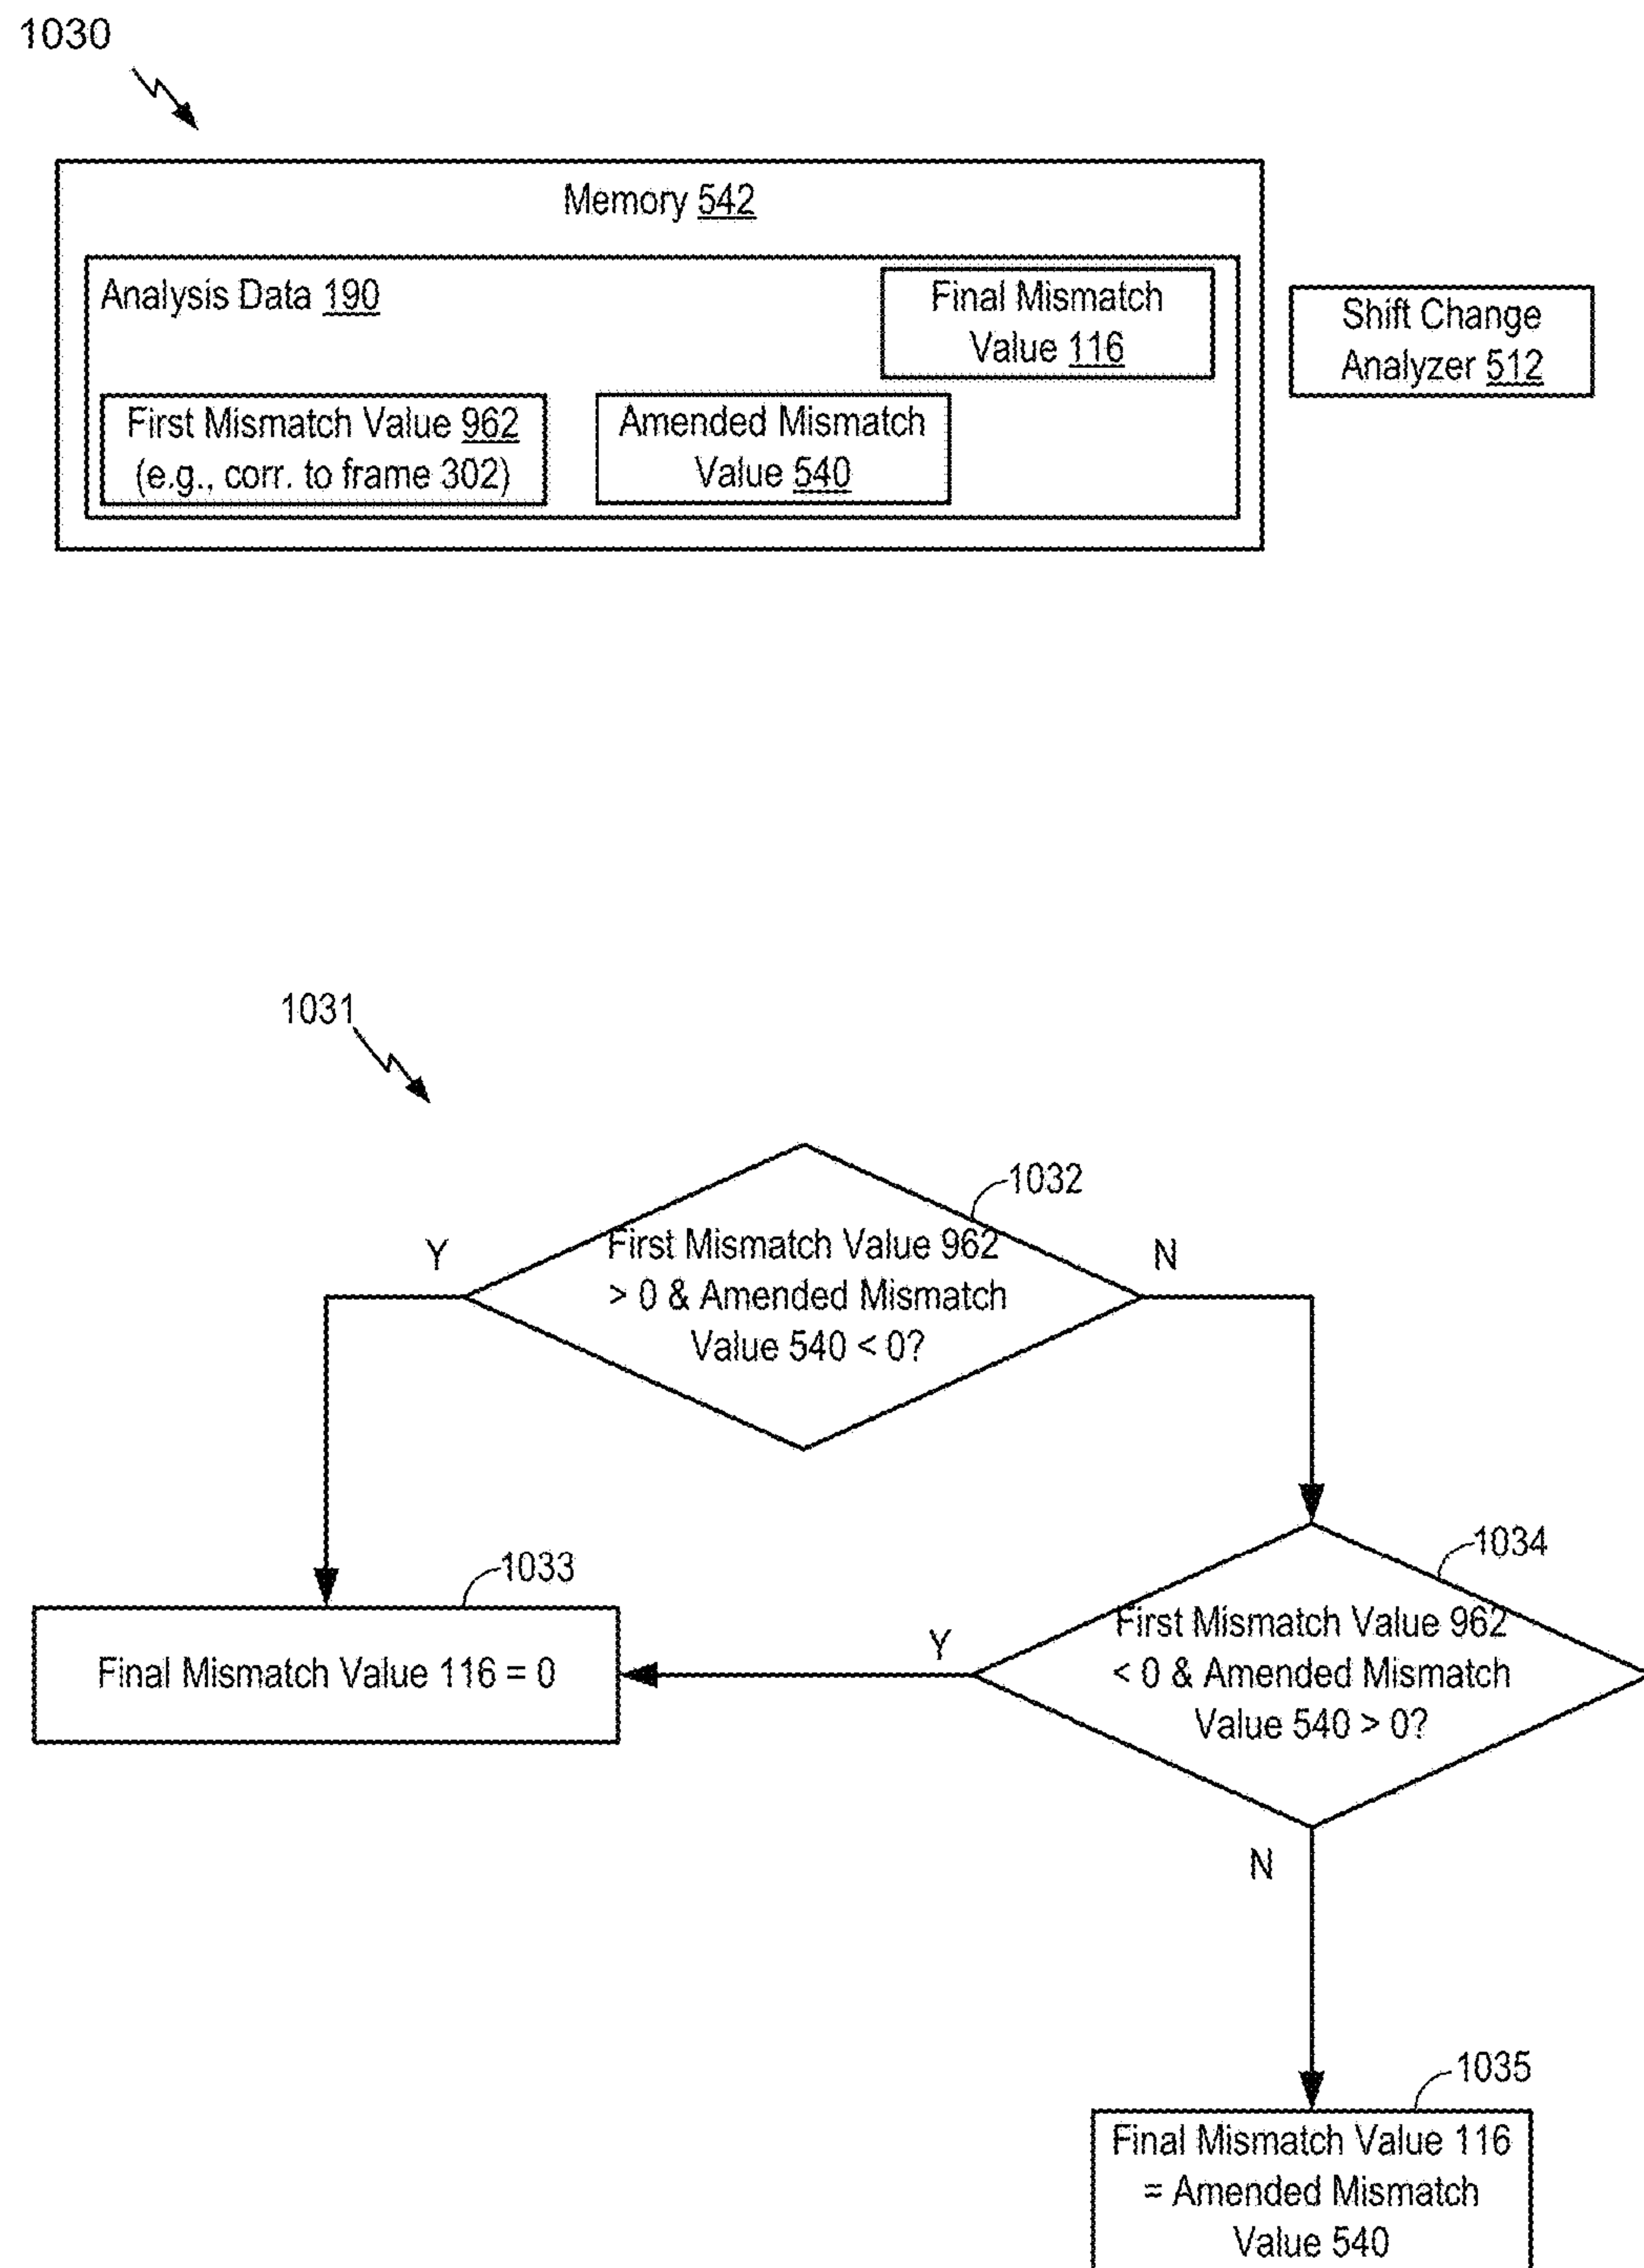 1030
Memory 542
Analysis Data 190
Final Mismatch
Value 116
Shift Change
Analyzer 512
First Mismatch Value 962
(e.g., corr. to frame 302)
Amended Mismatch
Value 540
1031
1032
First Mismatch Value 962
> 0 & Amended Mismatch
Value 540 < 0?
Y
N
1033
Final Mismatch Value 116 = 0
1034
First Mismatch Value 962
< 0 & Amended Mismatch
Value 540 > 0?
Y
N
1035
Final Mismatch Value 116
= Amended Mismatch
Value 540